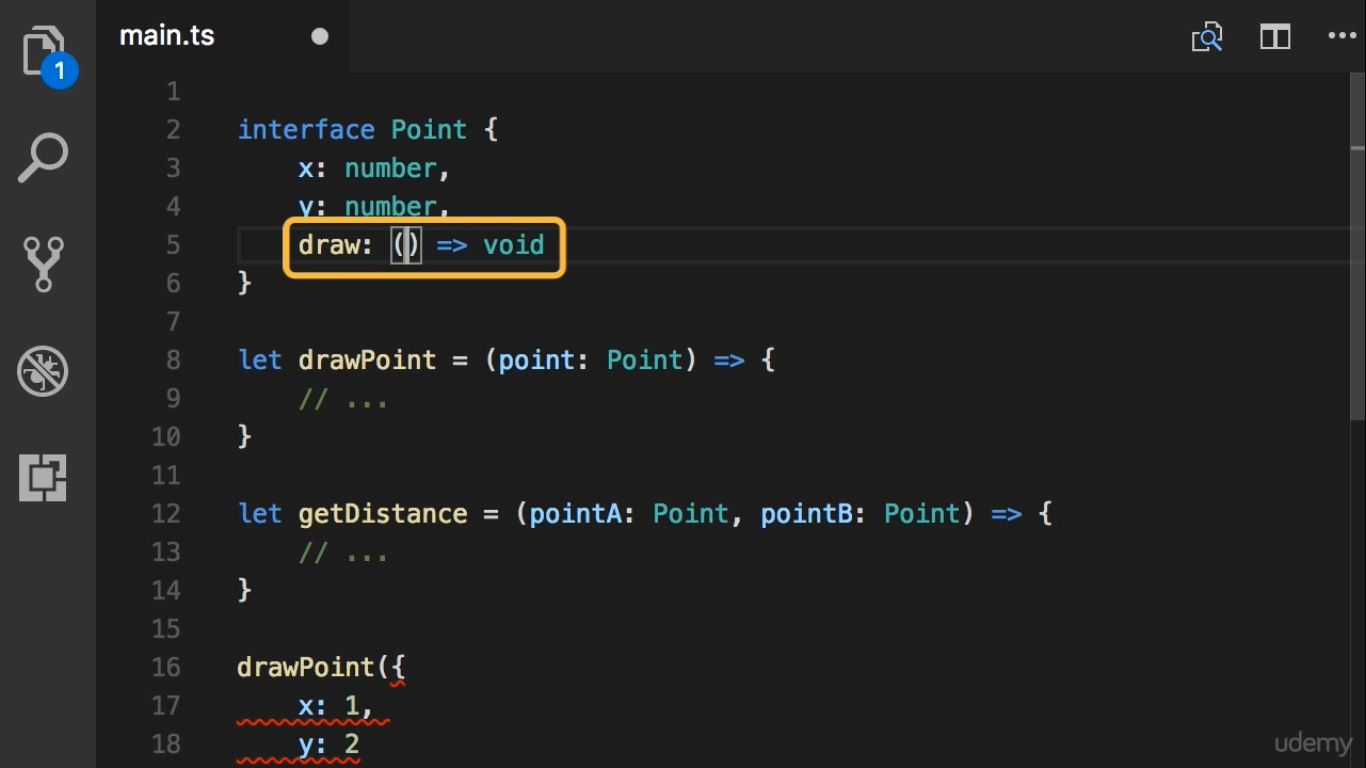 main.ts
1
1
2 interface Point {
3 x: number,
4 y: number,
5 draw: () => void
6 }
7
8 let drawPoint = (point: Point) => {
9 // ...
10 }
11
12 let getDistance = (pointA: Point, pointB: Point) => {
13 // ...
14 }
15
16 drawPoint({
17 x: 1,
18 y: 2
udemy